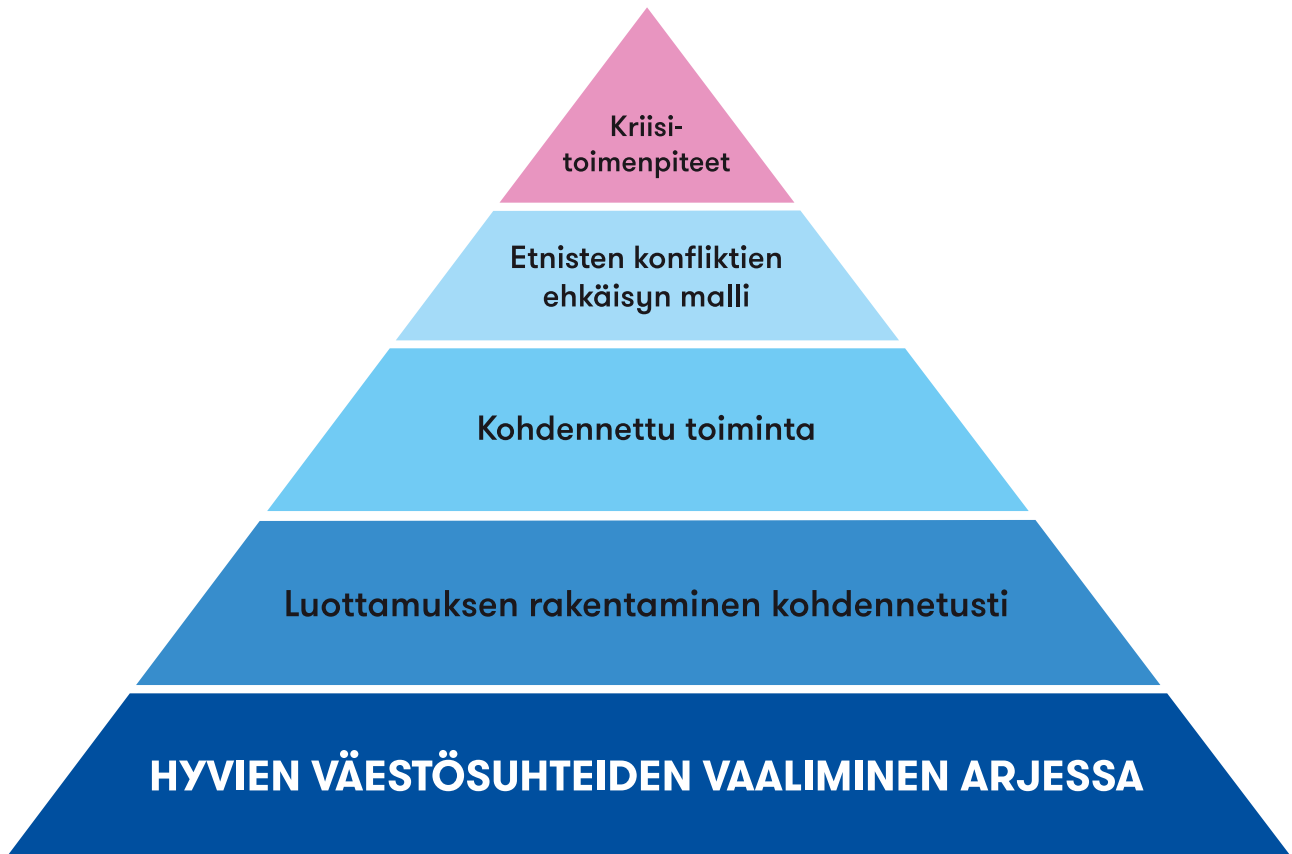 Kriisi-
toimenpiteet
Etnisten konfliktien
ehkäisyn malli
Kohdennettu toiminta
Luottamuksen rakentaminen kohdennetusti
HYVIEN VÄESTÖSUHTEIDEN VAALIMINEN ARJESSA